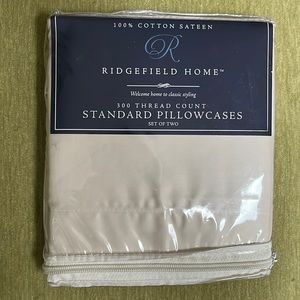 100% COTTON SATEEN
R
RIDGEFIELD HOME™
Welcome home to classic styling
300 THREAD COUNT
STANDARD PILLOWCASES
SET OF TWO